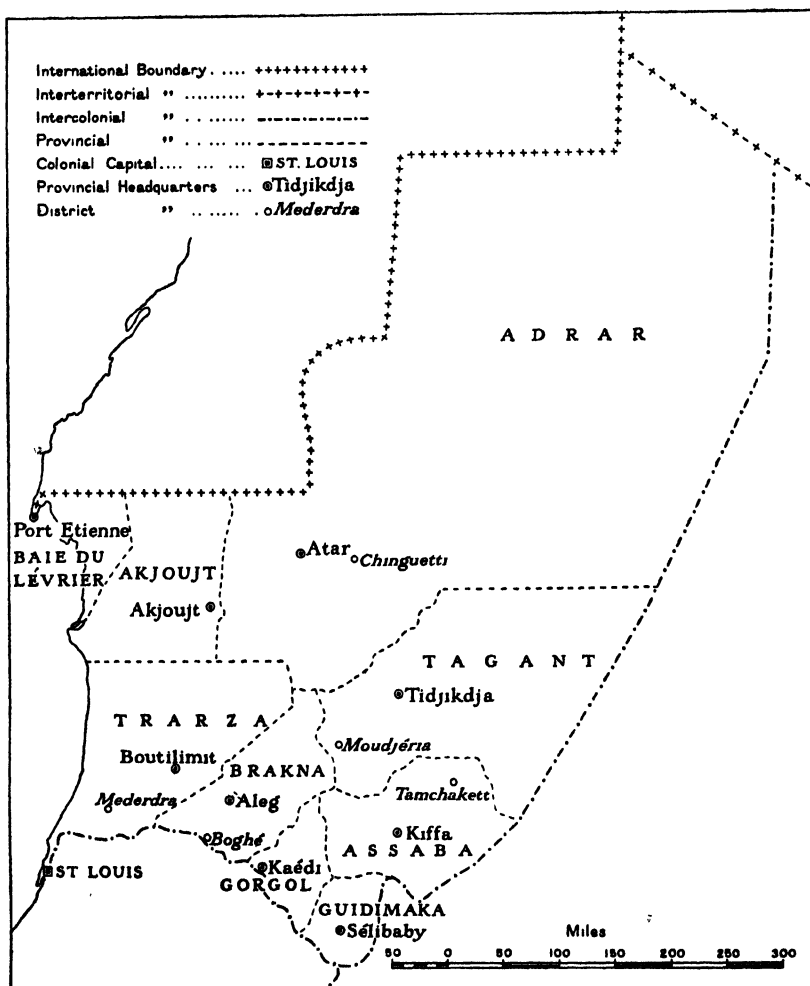 International Boundary
Interterritorial "
Intercolonial "
Provincial "
Colonial Capital ST. LOUIS
Provincial Headquarters Tidjikdja
District " Mederdra
ADRAR
Port Etienne
BAIE DU
LÉVRIER
Atar
Chinguetti
AKJOUJT
Akjoujt
TAGANT
Tidjikdja
TRARZA
Moudjéria
Boutilimit
BRAKNA
Tamchakett
Mederdra
Aleg
Boghé
Kiffa
ASSABA
ST LOUIS
Kaédi
GORGOL
GUIDIMAKA
Sélibaby
Miles
50 0 50 100 150 200 250 300